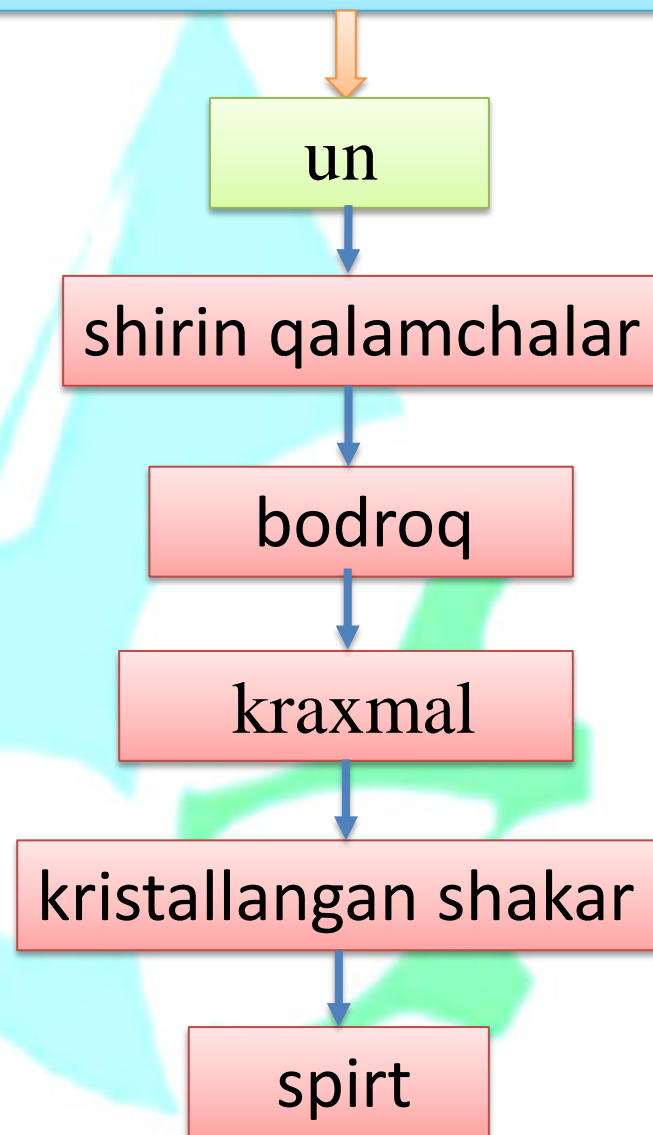 un
shirin qalamchalar
bodroq
kraxmal
kristallangan shakar
spirt